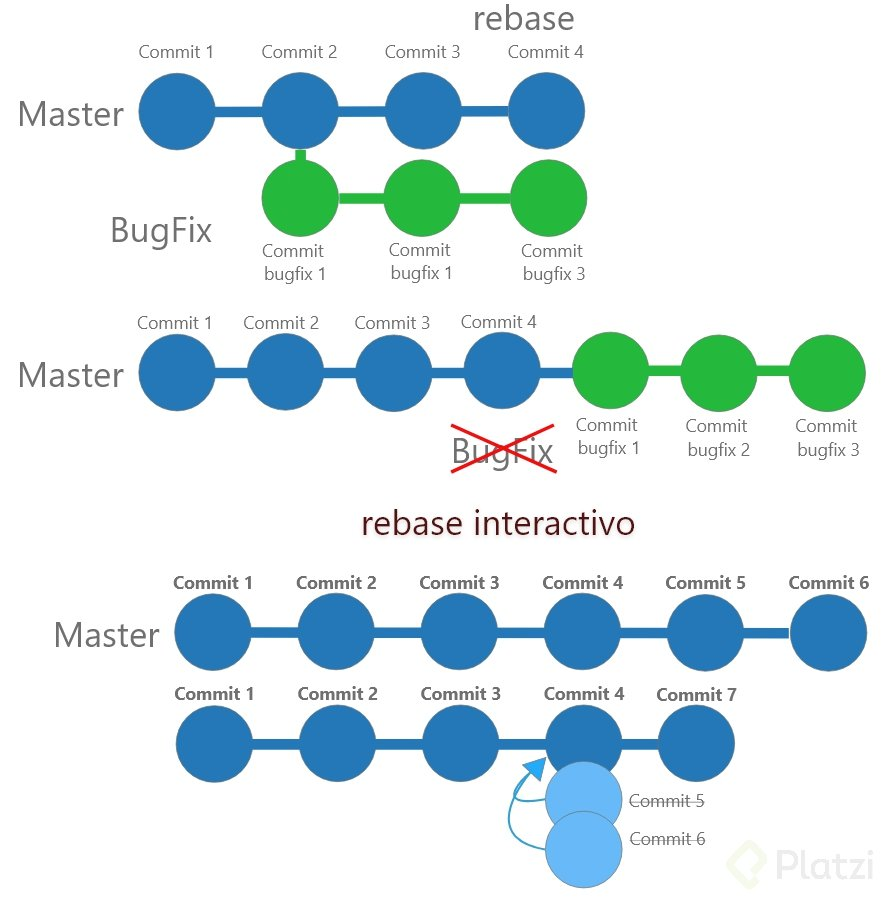 rebase
Commit 1 Commit 2 Commit 3 Commit 4
Master
BugFix
Commit bugfix 1
Commit bugfix 1
Commit bugfix 3
Commit 1 Commit 2 Commit 3 Commit 4
Master
BugFix
Commit bugfix 1
Commit bugfix 2
Commit bugfix 3
rebase interactivo
Commit 1 Commit 2 Commit 3 Commit 4 Commit 5 Commit 6
Master
Commit 1 Commit 2 Commit 3 Commit 4 Commit 7
Commit 5
Commit 6
Platzi